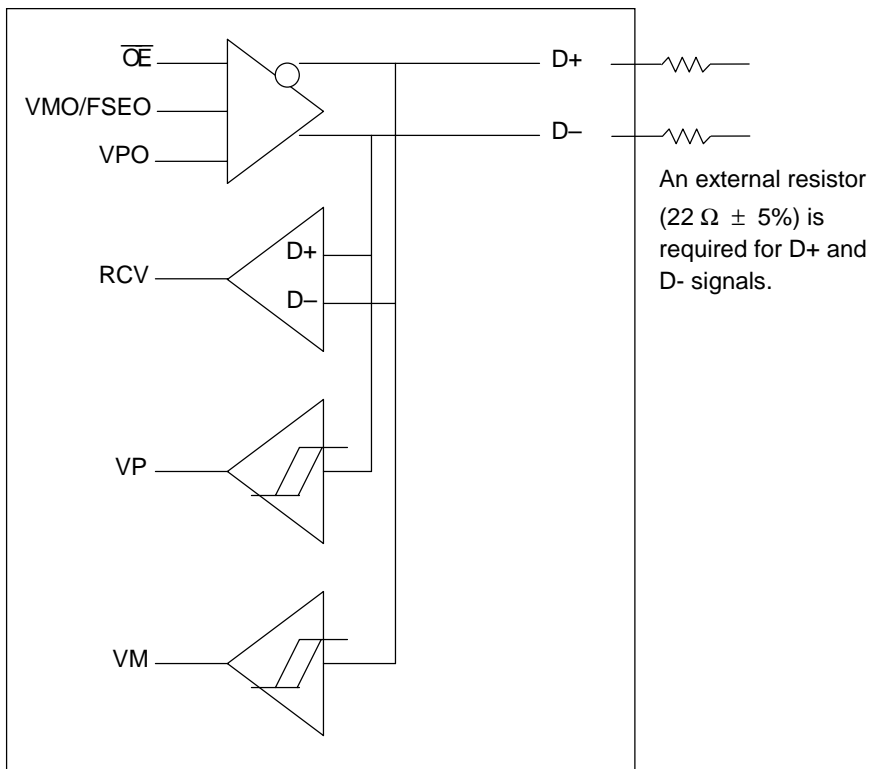 OE
D+
VMO/FSEO
VPO
D–
An external resistor
(22 Ω ± 5%) is
required for D+ and
D- signals.
D+
RCV
D–
VP
VM